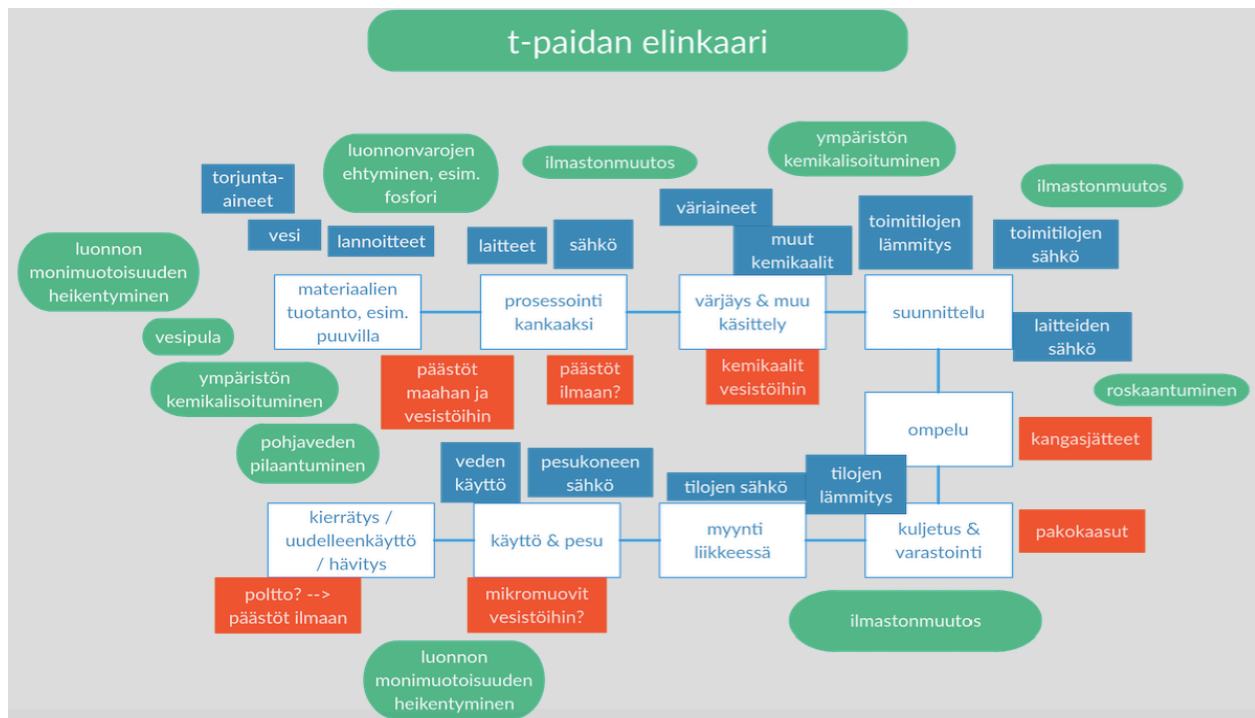 t-paidan elinkaari
luonnonvarojen
ehtyminen, esim.
fosfori
ilmastonmuutos
ympäristön
kemikalisoituminen
ilmastonmuutos
torjunta-
aineet
vesi
lannoitteet
laitteet
sähkö
väriaineet
muut
kemikaalit
toimitilojen
lämmitys
toimitilojen
sähkö
luonnon
monimuotoisuuden
heikentyminen
materiaalien
tuotanto, esim.
puuvilla
prosessointi
kankaaksi
värjäys & muu
käsittely
suunnittelu
laitteiden
sähkö
vesipula
ympäristön
kemikalisoituminen
päästöt
maahan ja
vesistöihin
päästöt
ilmaan?
kemikaalit
vesistöihin
roskaantuminen
ompelu
kangasjätteet
pohjaveden
pilaantuminen
veden
käyttö
pesukoneen
sähkö
tilojen sähkö
tilojen
lämmitys
kierrätys /
uudelleenkäyttö
/ hävitys
käyttö & pesu
myynti
liikkeessä
kuljetus &
varastointi
pakokaasut
poltto? -->
päästöt ilmaan
mikromuovit
vesistöihin?
ilmastonmuutos
luonnon
monimuotoisuuden
heikentyminen